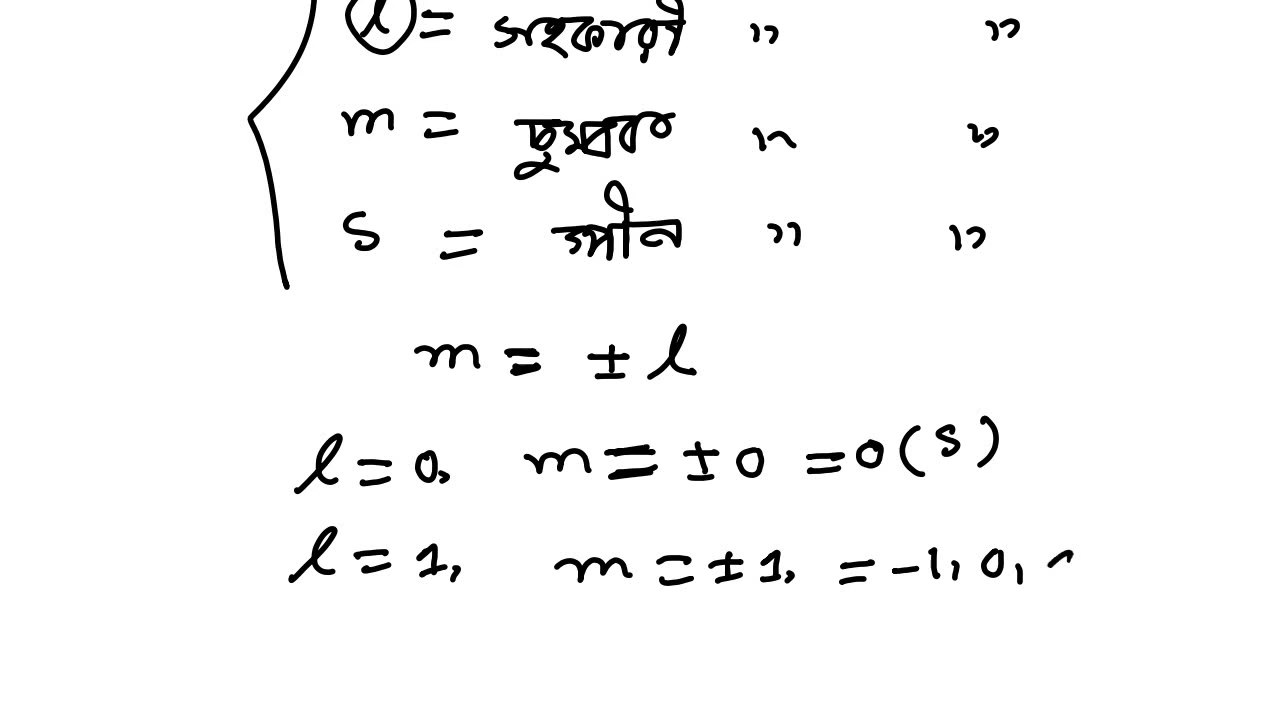 l = সহকারী " "
m = চুম্বক " "
s = স্পীন " "
m = ± l
l = 0, m = ± 0 = 0 (s)
l = 1, m = ± 1, = -1, 0,